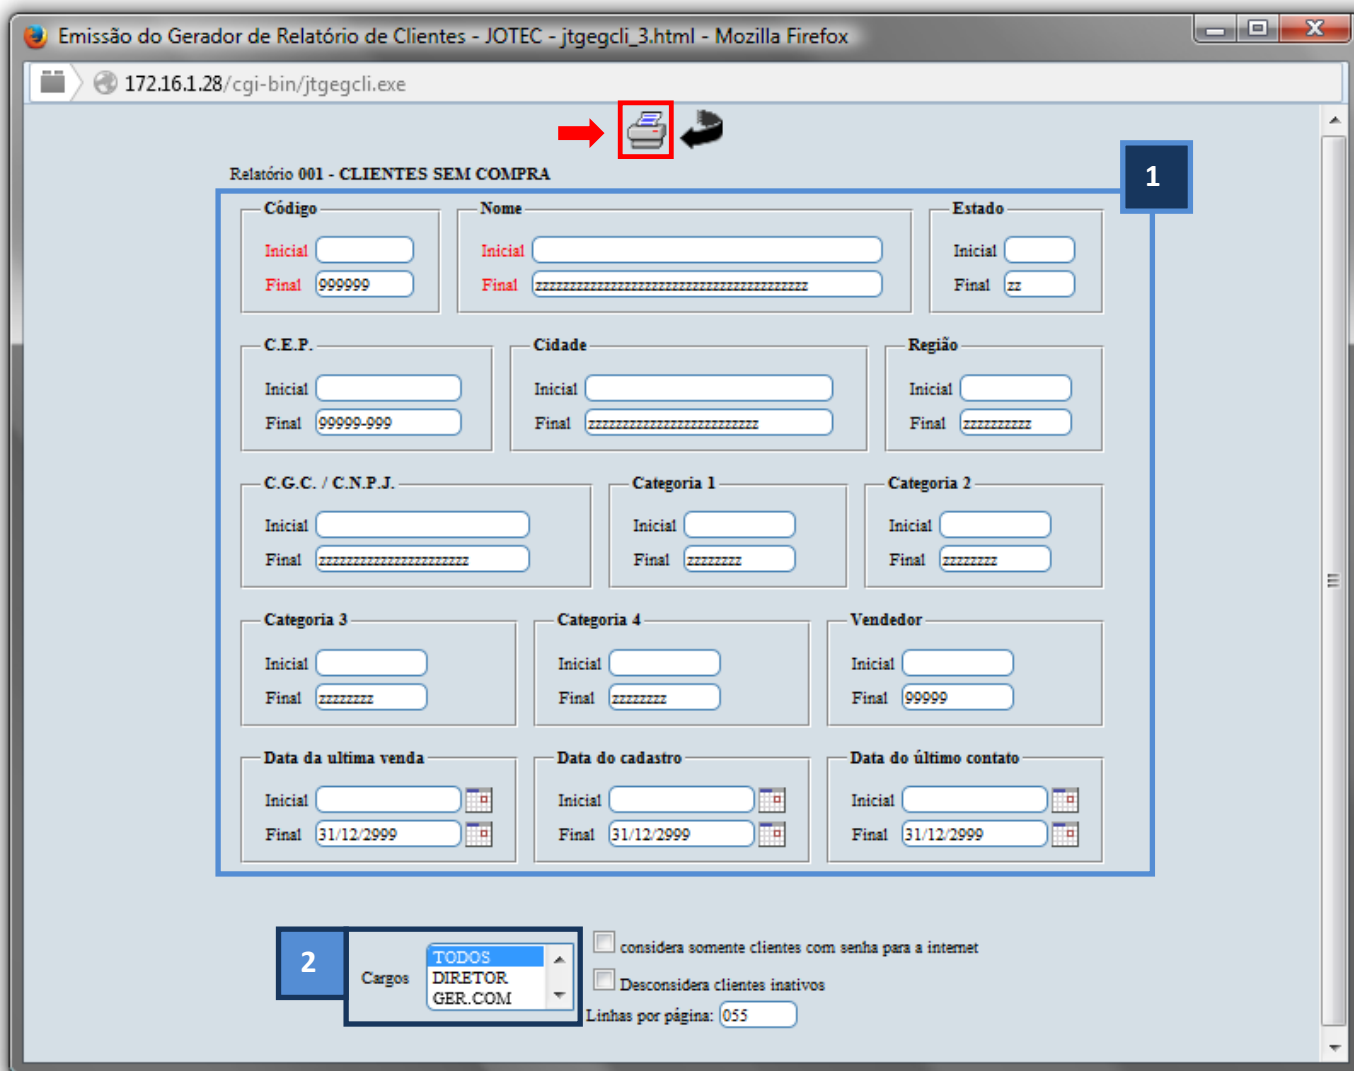 Emissão do Gerador de Relatório de Clientes - JOTEC - jtgegcli_3.html - Mozilla Firefox
172.16.1.28/cgi-bin/jtgegcli.exe
Relatório 001 - CLIENTES SEM COMPRA
1
Código Nome Estado
Inicial Inicial Inicial
Final 999999 Final zzzzzzzzzzzzzzzzzzzzzzzzzzzzzzzzzzzzzzzz Final zz
C.E.P. Cidade Região
Inicial Inicial Inicial
Final 99999-999 Final zzzzzzzzzzzzzzzzzzzzzzzzz Final zzzzzzzzzz
C.G.C. / C.N.P.J. Categoria 1 Categoria 2
Inicial Inicial Inicial
Final zzzzzzzzzzzzzzzzzzzzzz Final zzzzzzzz Final zzzzzzzz
Categoria 3 Categoria 4 Vendedor
Inicial Inicial Inicial
Final zzzzzzzz Final zzzzzzzz Final 99999
Data da ultima venda Data do cadastro Data do último contato
Inicial Inicial Inicial
Final 31/12/2999 Final 31/12/2999 Final 31/12/2999
2
Cargos
TODOS
DIRETOR
GER.COM
considera somente clientes com senha para a internet
Desconsidera clientes inativos
Linhas por página: 055